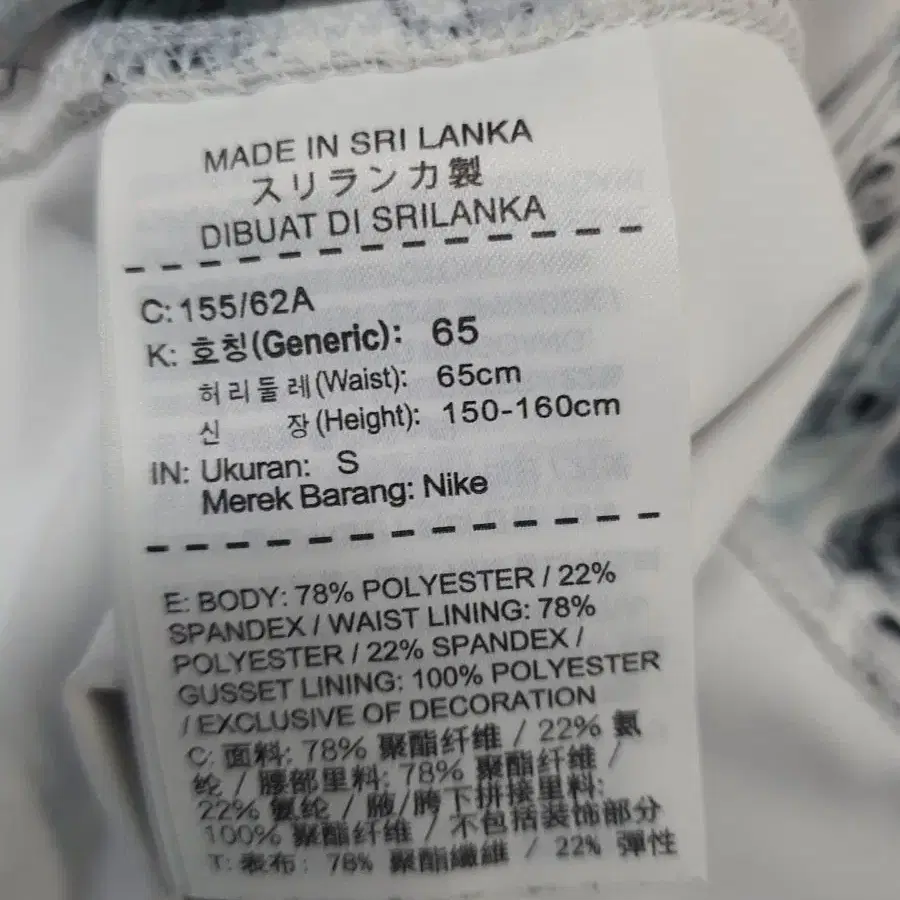 MADE IN SRI LANKA
スリランカ製
DIBUAT DI SRILANKA
C: 155/62A
K: 호칭(Generic): 65
허리둘레(Waist): 65cm
신 장(Height): 150-160cm
IN: Ukuran: S
Merek Barang: Nike
E: BODY: 78% POLYESTER / 22%
SPANDEX / WAIST LINING: 78%
POLYESTER / 22% SPANDEX /
GUSSET LINING: 100% POLYESTER
/ EXCLUSIVE OF DECORATION
C: 面料: 78% 聚酯纤维 / 22% 氨
纶 / 腰部里料: 78% 聚酯纤维 /
22% 氨纶 / 腋/胯下拼接里料:
100% 聚酯纤维 / 不包括装饰部分
T: 表布: 78% 聚酯纖維 / 22% 彈性